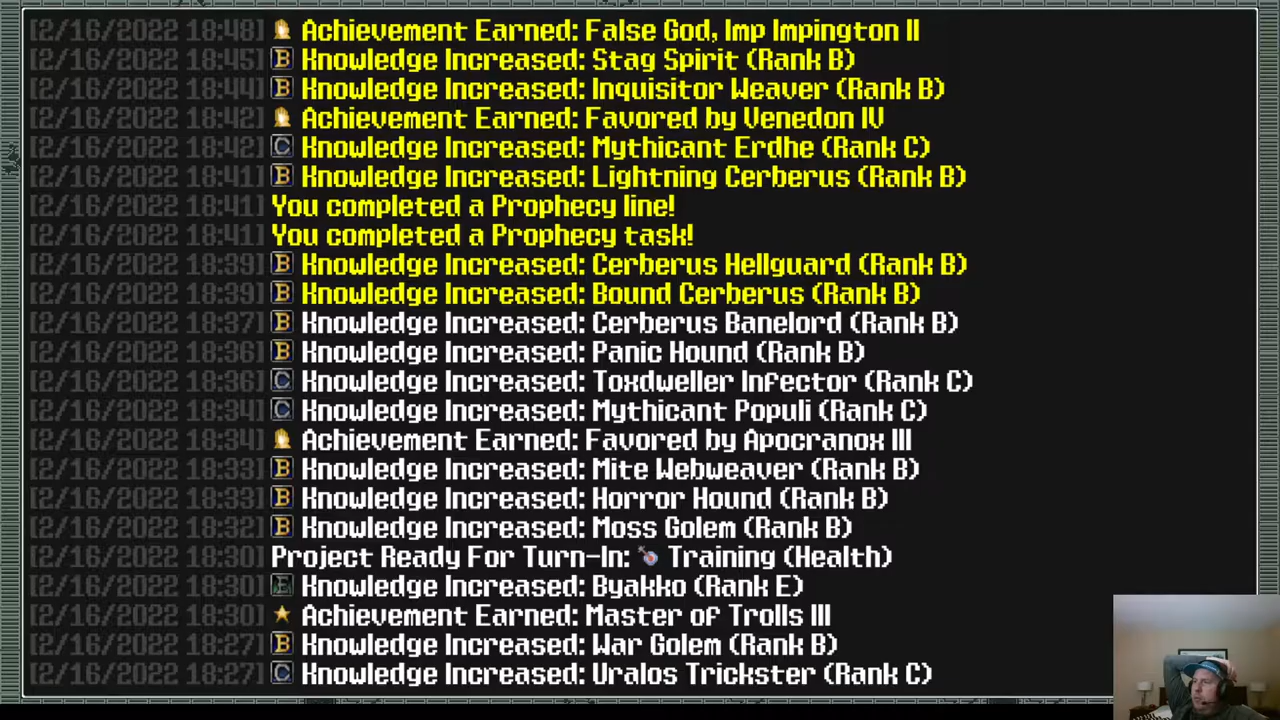 [2/16/2022 18:48] Achievement Earned: False God, Imp Impington II
[2/16/2022 18:45] B Knowledge Increased: Stag Spirit (Rank B)
[2/16/2022 18:44] B Knowledge Increased: Inquisitor Weaver (Rank B)
[2/16/2022 18:42] Achievement Earned: Favored by Venedon IV
[2/16/2022 18:42] C Knowledge Increased: Mythicant Erdhe (Rank C)
[2/16/2022 18:41] B Knowledge Increased: Lightning Cerberus (Rank B)
[2/16/2022 18:41] You completed a Prophecy line!
[2/16/2022 18:41] You completed a Prophecy task!
[2/16/2022 18:39] B Knowledge Increased: Cerberus Hellguard (Rank B)
[2/16/2022 18:39] B Knowledge Increased: Bound Cerberus (Rank B)
[2/16/2022 18:37] B Knowledge Increased: Cerberus Banelord (Rank B)
[2/16/2022 18:36] B Knowledge Increased: Panic Hound (Rank B)
[2/16/2022 18:36] C Knowledge Increased: Toxdweller Infector (Rank C)
[2/16/2022 18:34] C Knowledge Increased: Mythicant Populi (Rank C)
[2/16/2022 18:34] Achievement Earned: Favored by Apocranox III
[2/16/2022 18:33] B Knowledge Increased: Mite Webweaver (Rank B)
[2/16/2022 18:33] B Knowledge Increased: Horror Hound (Rank B)
[2/16/2022 18:32] B Knowledge Increased: Moss Golem (Rank B)
[2/16/2022 18:30] Project Ready For Turn-In: Training (Health)
[2/16/2022 18:30] E Knowledge Increased: Byakko (Rank E)
[2/16/2022 18:30] Achievement Earned: Master of Trolls III
[2/16/2022 18:27] B Knowledge Increased: War Golem (Rank B)
[2/16/2022 18:27] C Knowledge Increased: Uralos Trickster (Rank C)